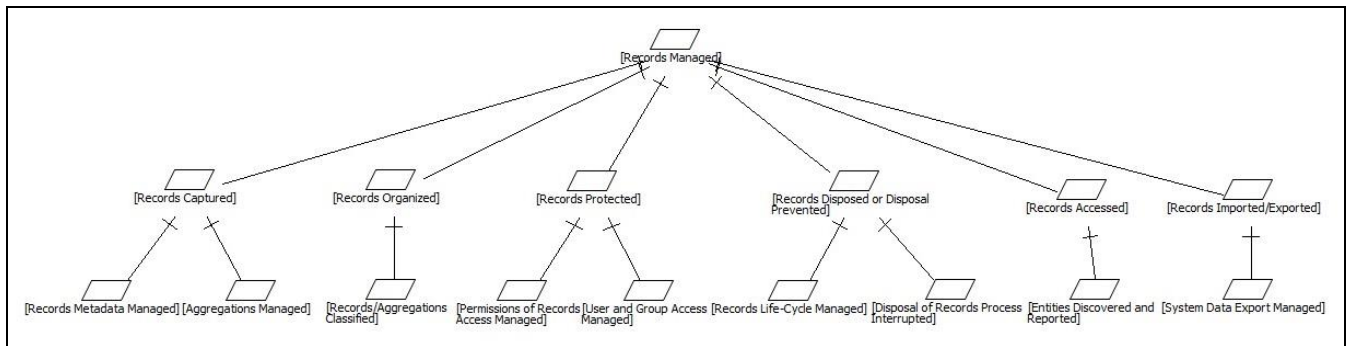 [Records Managed]
[Records Captured]
[Records Organized]
[Records Protected]
[Records Disposed or Disposal
Prevented]
[Records Accessed]
[Records Imported/Exported]
[Records Metadata Managed]
[Aggregations Managed]
[Records/Aggregations
Classified]
[Permissions of Records
Access Managed]
[User and Group Access
Managed]
[Records Life-Cycle Managed]
[Disposal of Records Process
Interrupted]
[Entities Discovered and
Reported]
[System Data Export Managed]